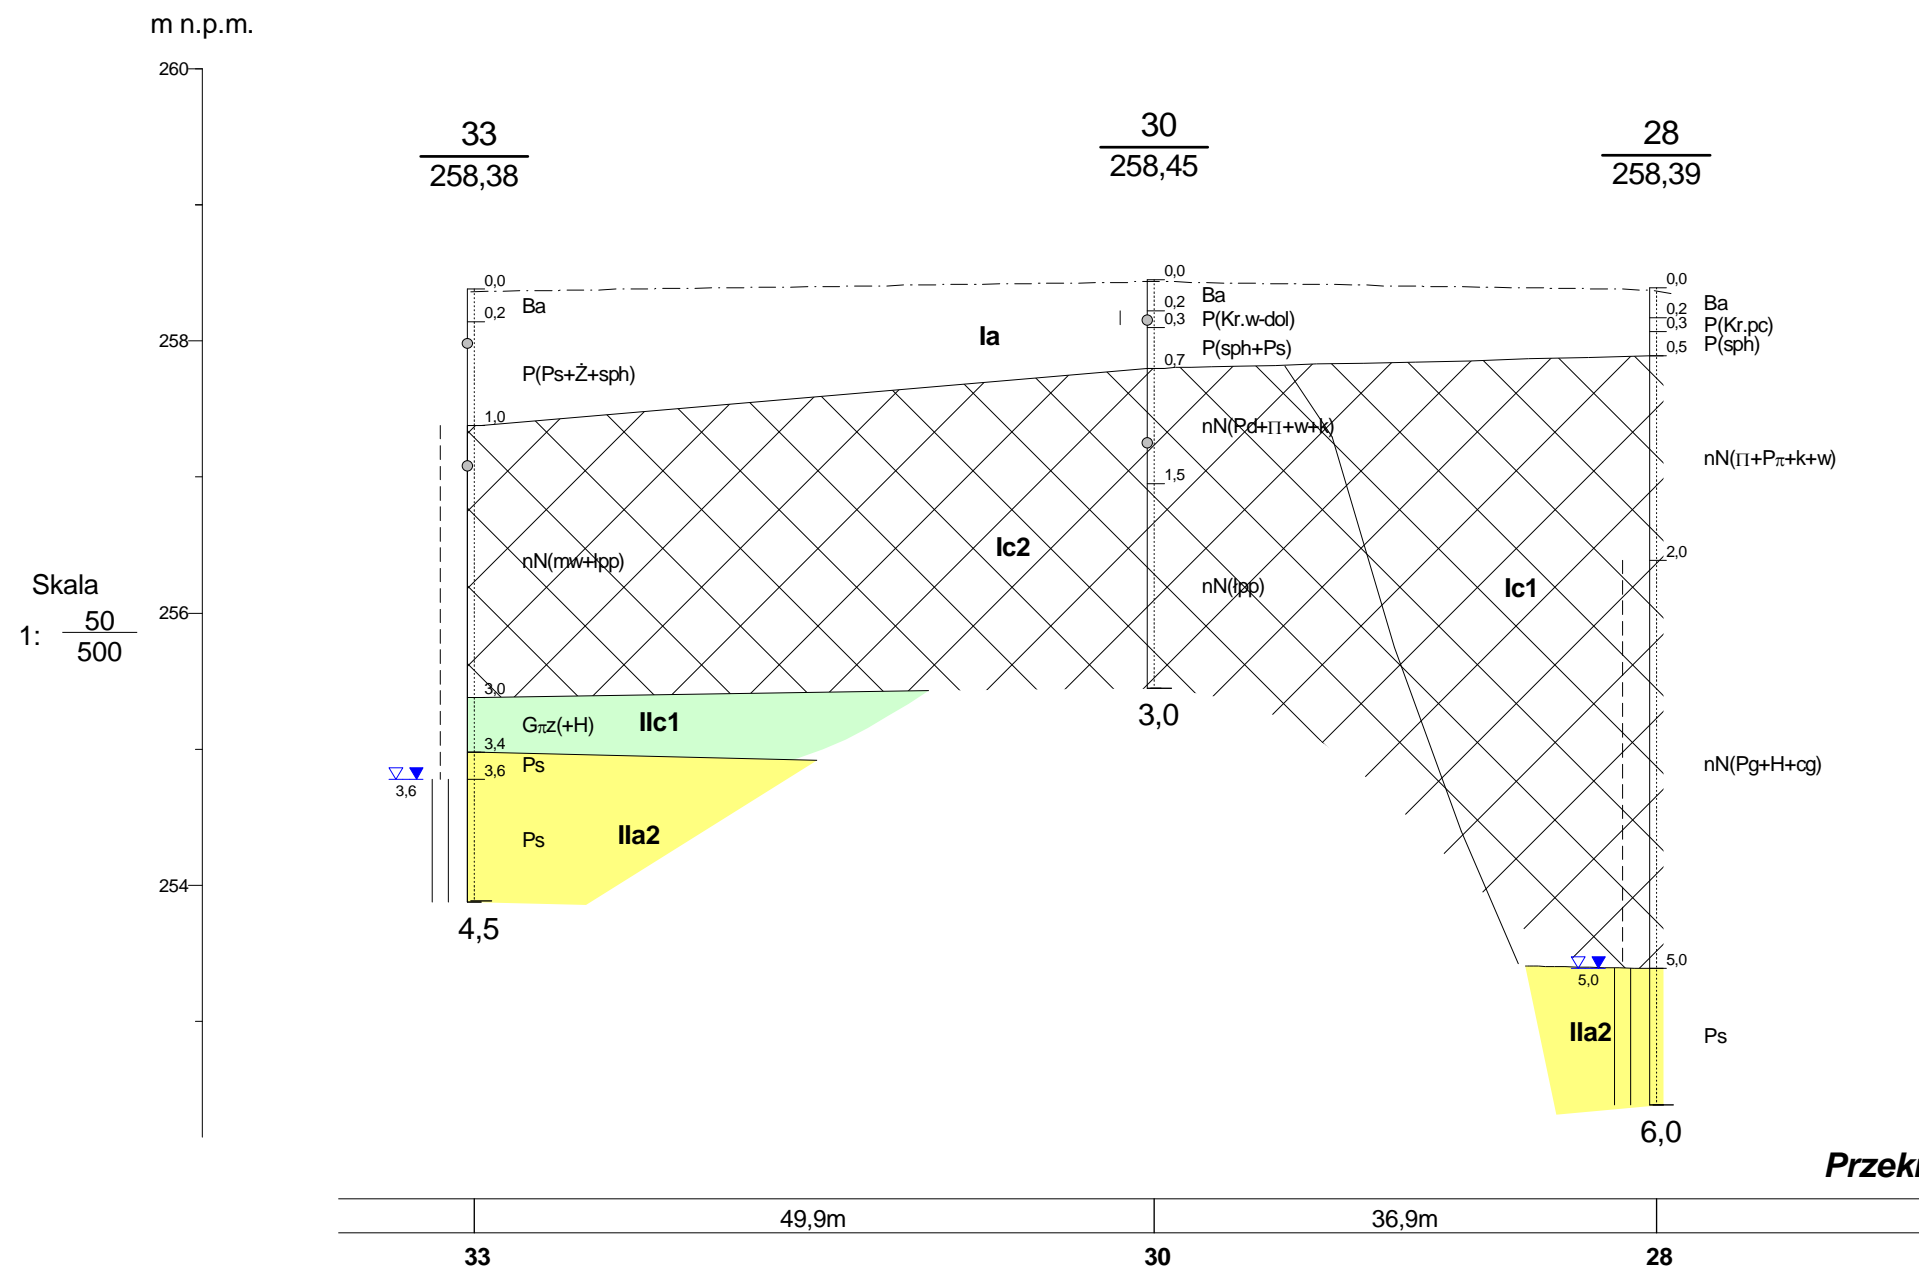 m n.p.m.
260
258
256
254
Skala
1: 50
500
33
258,38
30
258,45
28
258,39
0,0
Ba
0,2
P(Ps+Ż+sph)
1,0
nN(mw+łpp)
3,0
Gπz(+H)
IIc1
3,4
Ps
3,6
3,6
Ps
IIa2
4,5
Ia
Ic2
0,0
Ba
0,2
P(Kr.w-dol)
0,3
P(sph+Ps)
0,7
nN(Pd+Π+w+k)
1,5
nN(łpp)
3,0
Ic1
0,0
Ba
0,2
P(Kr.pc)
0,3
P(sph)
0,5
nN(Π+Pπ+k+w)
2,0
nN(Pg+H+cg)
5,0
5,0
IIa2
Ps
6,0
Przekr
49,9m
36,9m
33
30
28